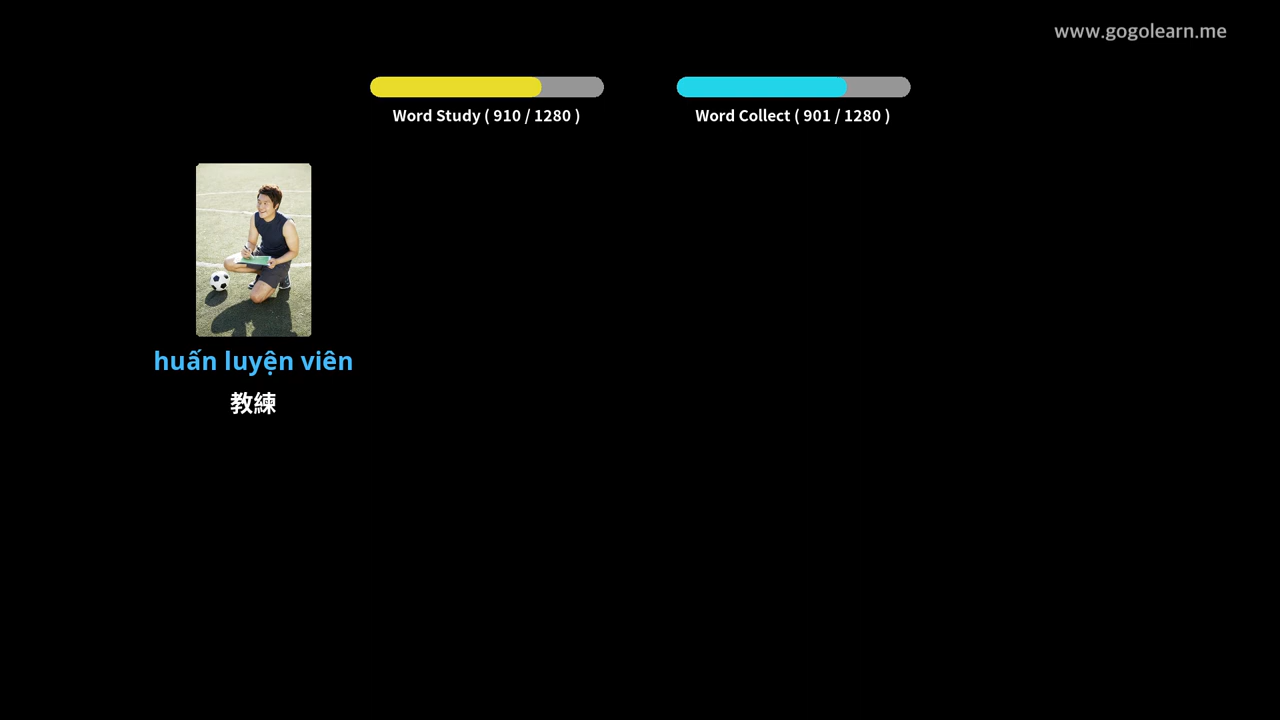 www.gogolearn.me
Word Study ( 910 / 1280 )
Word Collect ( 901 / 1280 )
huấn luyện viên
教練